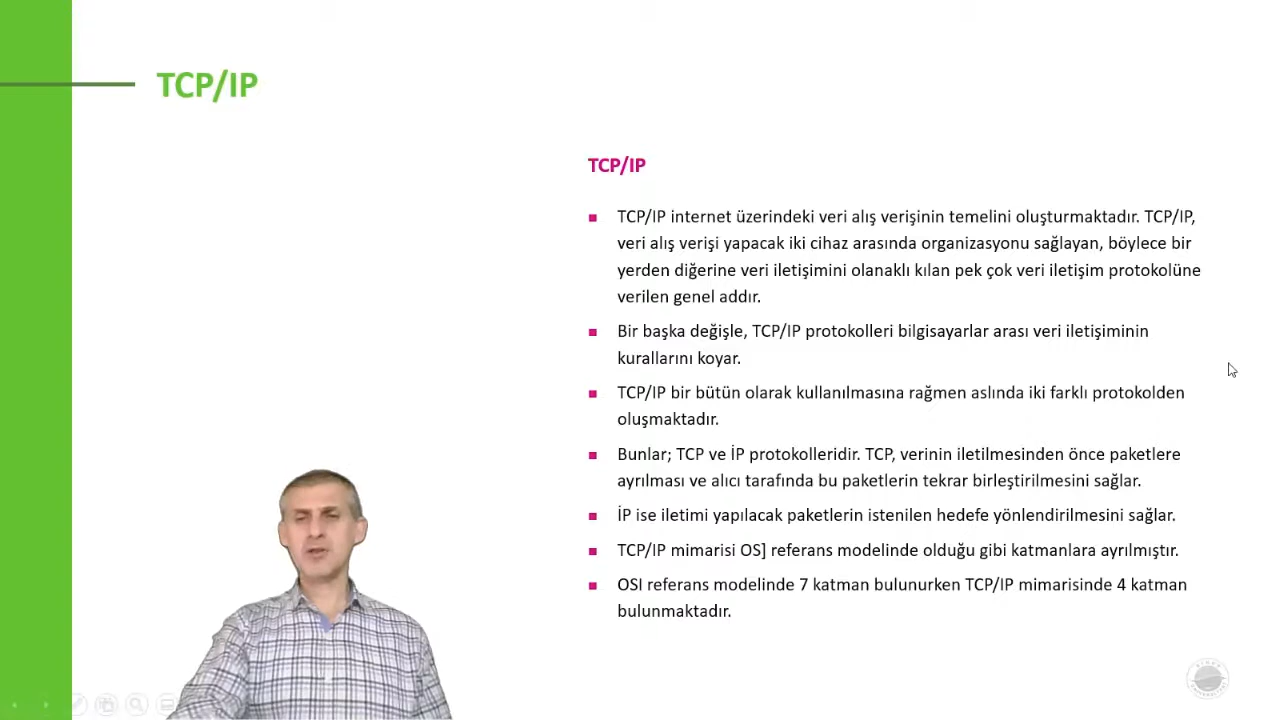 TCP/IP
TCP/IP
TCP/IP internet üzerindeki veri alış verişinin temelini oluşturmaktadır. TCP/IP,
veri alış verişi yapacak iki cihaz arasında organizasyonu sağlayan, böylece bir
yerden diğerine veri iletişimini olanaklı kılan pek çok veri iletişim protokolüne
verilen genel addır.
Bir başka değişle, TCP/IP protokolleri bilgisayarlar arası veri iletişiminin
kurallarını koyar.
TCP/IP bir bütün olarak kullanılmasına rağmen aslında iki farklı protokolden
oluşmaktadır.
Bunlar; TCP ve İP protokolleridir. TCP, verinin iletilmesinden önce paketlere
ayrılması ve alıcı tarafında bu paketlerin tekrar birleştirilmesini sağlar.
İP ise iletimi yapılacak paketlerin istenilen hedefe yönlendirilmesini sağlar.
TCP/IP mimarisi OS] referans modelinde olduğu gibi katmanlara ayrılmıştır.
OSI referans modelinde 7 katman bulunurken TCP/IP mimarisinde 4 katman
bulunmaktadır.